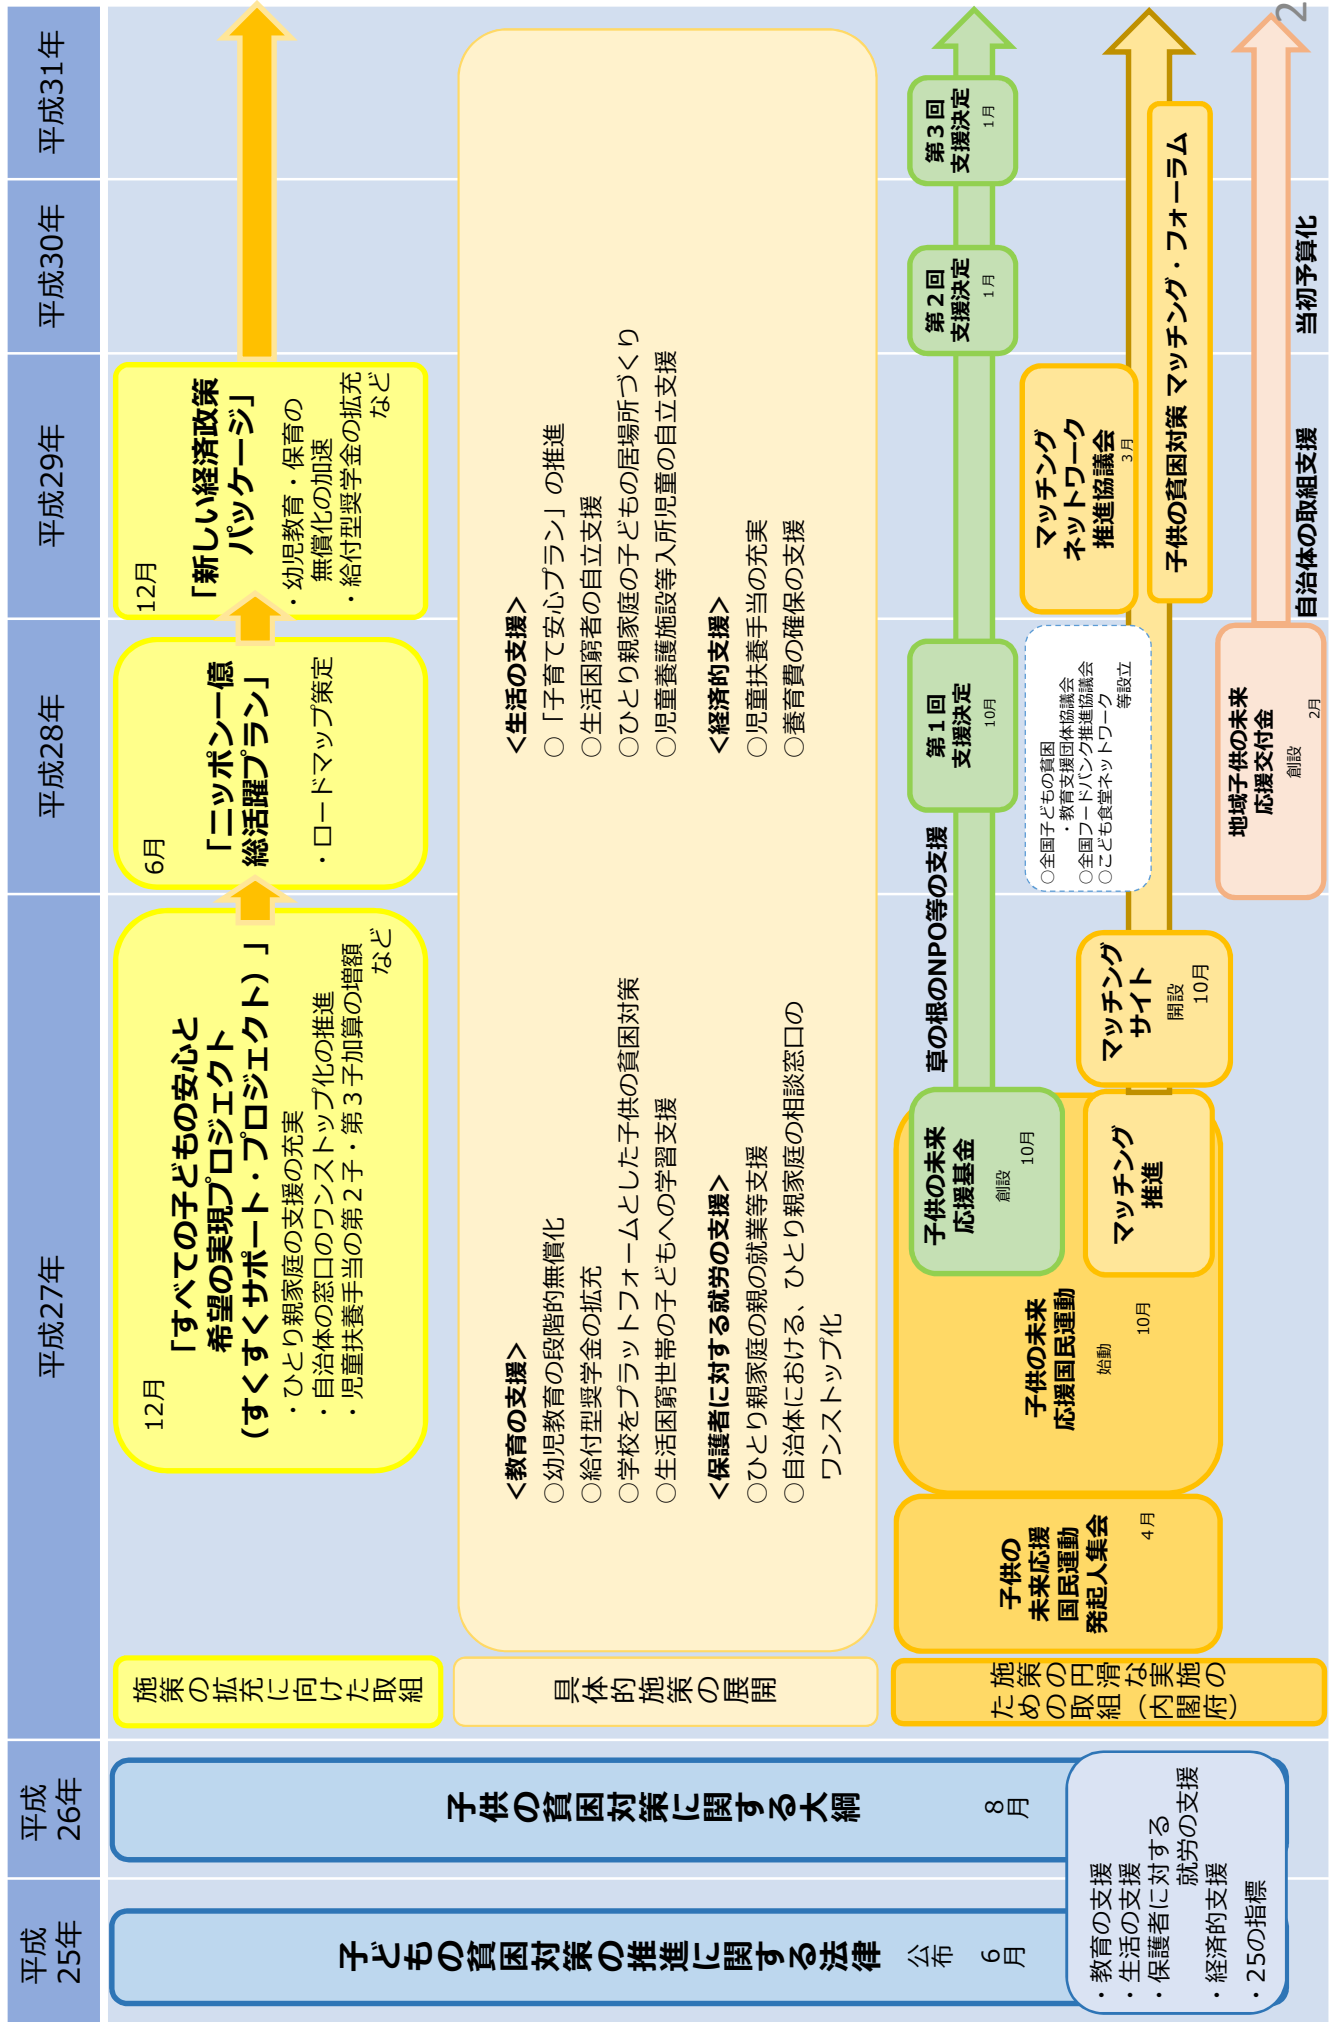 平成
25年
平成
26年
平成27年
平成28年
平成29年
平成30年
平成31年
子どもの貧困対策の推進に関する法律
公布
6月
子供の貧困対策に関する大綱
8月
・教育の支援
・生活の支援
・保護者に対する
就労の支援
・経済的支援
・25の指標
施策の拡充に向けた取組
12月
「すべての子どもの安心と
希望の実現プロジェクト
(すくすくサポート・プロジェクト）」
・ひとり親家庭の支援の充実
・自治体の窓口のワンストップ化の推進
・児童扶養手当の第２子・第３子加算の増額
など
6月
「ニッポン一億
総活躍プラン」
・ロードマップ策定
12月
「新しい経済政策
パッケージ」
・幼児教育・保育の
無償化の加速
・給付型奨学金の拡充
など
具体的施策の展開
＜教育の支援＞
○幼児教育の段階的無償化
○給付型奨学金の拡充
○学校をプラットフォームとした子供の貧困対策
○生活困窮世帯の子どもへの学習支援
＜保護者に対する就労の支援＞
○ひとり親家庭の親の就業等支援
○自治体における、ひとり親家庭の相談窓口の
ワンストップ化
＜生活の支援＞
○「子育て安心プラン」の推進
○生活困窮者の自立支援
○ひとり親家庭の子どもの居場所づくり
○児童養護施設等入所児童の自立支援
＜経済的支援＞
○児童扶養手当の充実
○養育費の確保の支援
施策の円滑な実施の
ための取組（内閣府）
子供の
未来応援
国民運動
発起人集会
４月
子供の未来
応援国民運動
始動
10月
子供の未来
応援基金
創設
10月
マッチング
推進
草の根のNPO等の支援
マッチング
サイト
開設
10月
第１回
支援決定
10月
○全国子どもの貧困
・教育支援団体協議会
○全国フードバンク推進協議会
○こども食堂ネットワーク
等設立
地域子供の未来
応援交付金
創設
2月
マッチング
ネットワーク
推進協議会
３月
子供の貧困対策 マッチング・フォーラム
自治体の取組支援
第２回
支援決定
１月
当初予算化
第３回
支援決定
１月
2